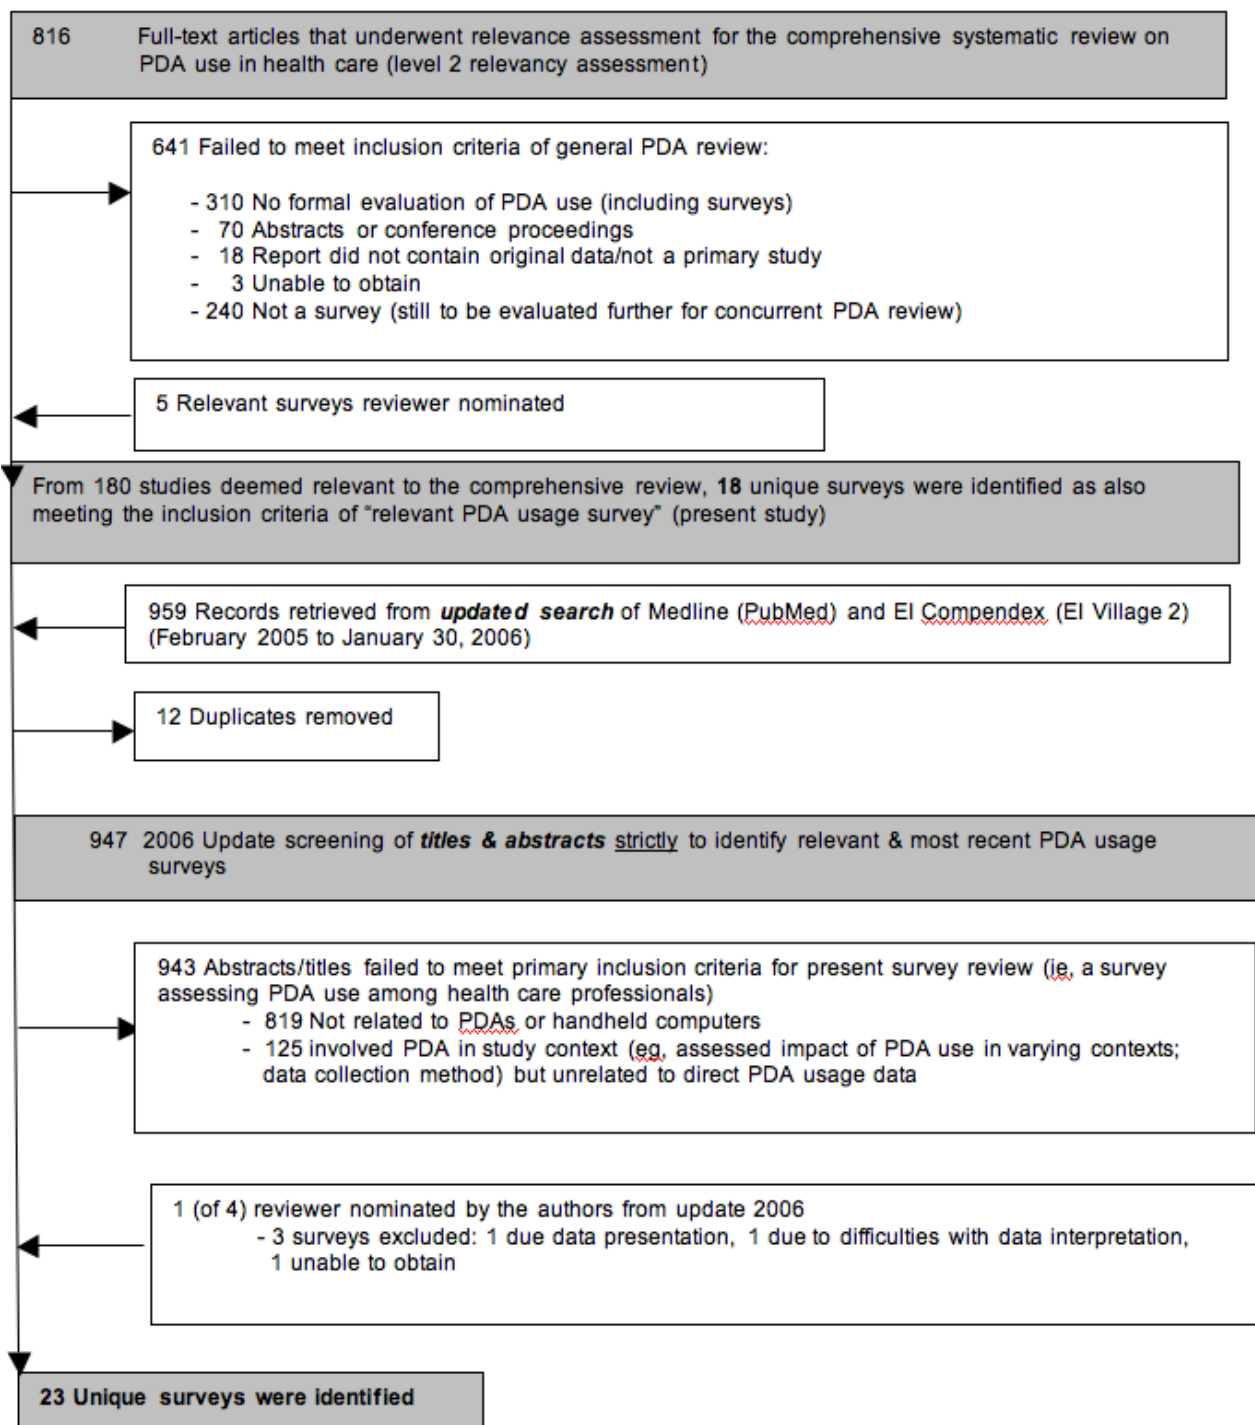 816 Full-text articles that underwent relevance assessment for the comprehensive systematic review on
PDA use in health care (level 2 relevancy assessment)
641 Failed to meet inclusion criteria of general PDA review:
- 310 No formal evaluation of PDA use (including surveys)
- 70 Abstracts or conference proceedings
- 18 Report did not contain original data/not a primary study
- 3 Unable to obtain
- 240 Not a survey (still to be evaluated further for concurrent PDA review)
5 Relevant surveys reviewer nominated
From 180 studies deemed relevant to the comprehensive review, 18 unique surveys were identified as also
meeting the inclusion criteria of “relevant PDA usage survey” (present study)
959 Records retrieved from updated search of Medline (PubMed) and EI Compendex (EI Village 2)
(February 2005 to January 30, 2006)
12 Duplicates removed
947 2006 Update screening of titles & abstracts strictly to identify relevant & most recent PDA usage
surveys
943 Abstracts/titles failed to meet primary inclusion criteria for present survey review (ie, a survey
assessing PDA use among health care professionals)
- 819 Not related to PDAs or handheld computers
- 125 involved PDA in study context (eg, assessed impact of PDA use in varying contexts;
data collection method) but unrelated to direct PDA usage data
1 (of 4) reviewer nominated by the authors from update 2006
- 3 surveys excluded: 1 due data presentation, 1 due to difficulties with data interpretation,
1 unable to obtain
23 Unique surveys were identified